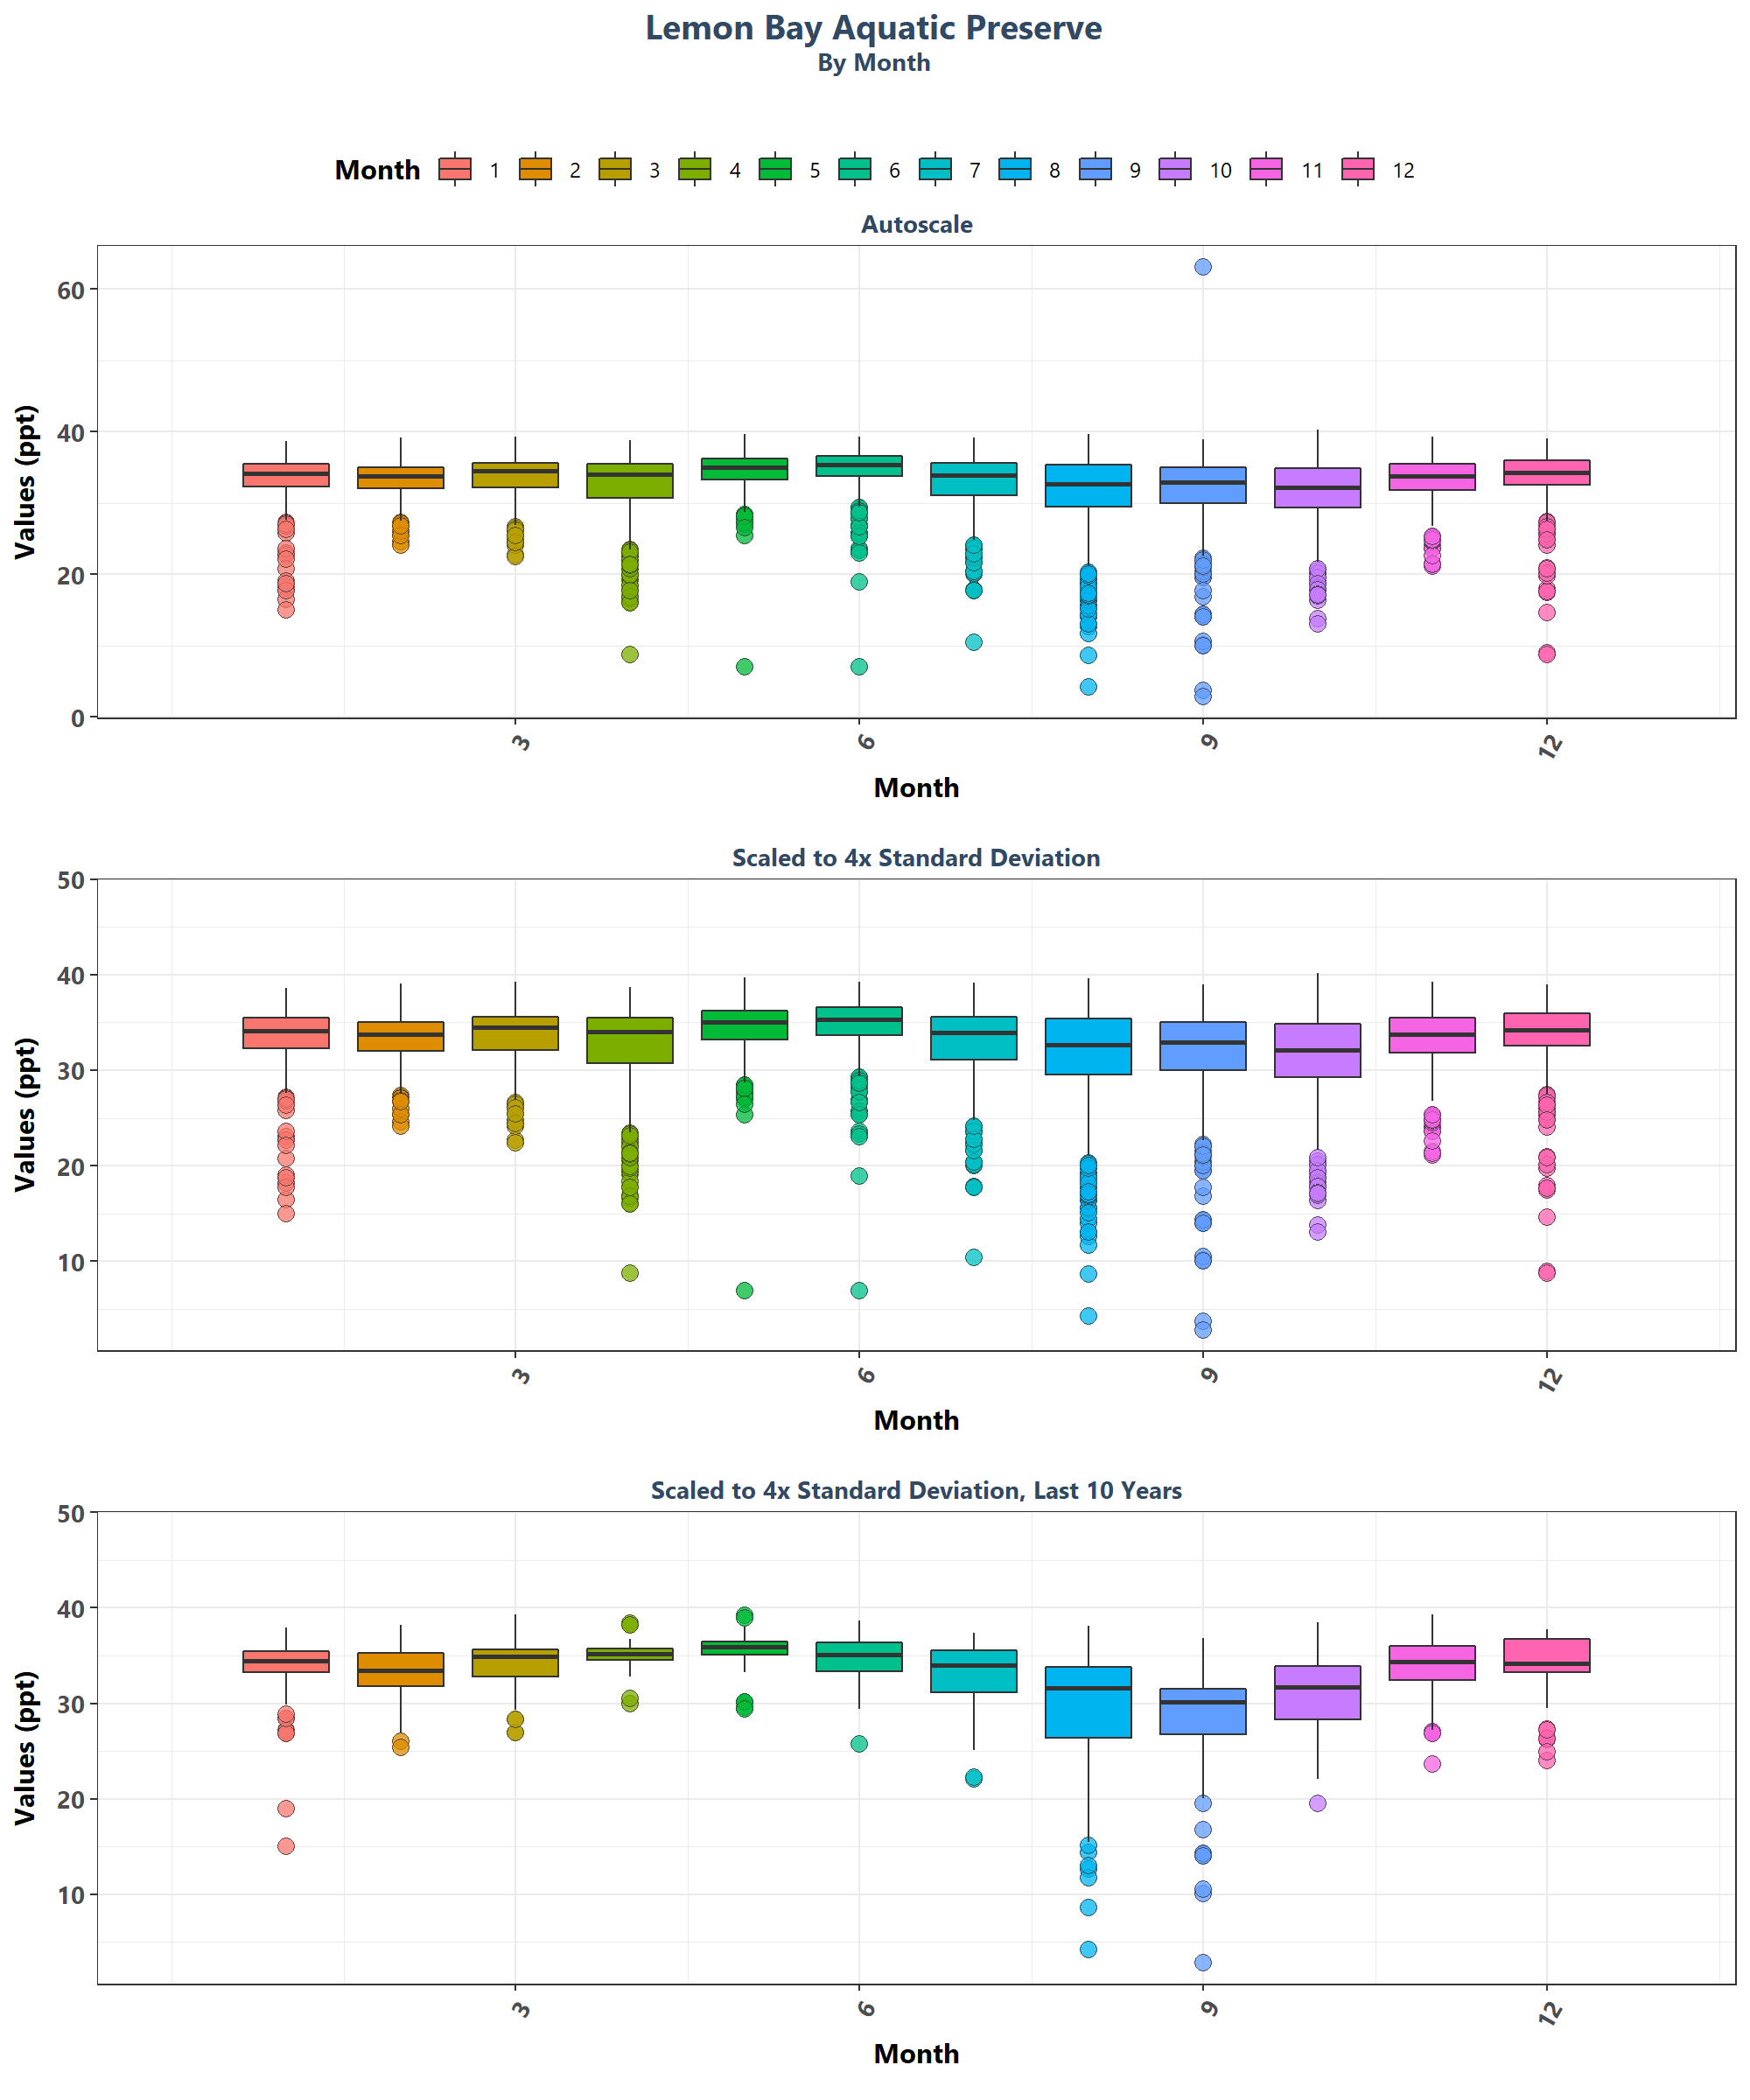 Lemon Bay Aquatic Preserve
By Month
Month 1 2 3 4 5 6 7 8 9 10 11 12
Autoscale
Values (ppt)
60
40
20
0
3 6 9 12
Month
Scaled to 4x Standard Deviation
Values (ppt)
50
40
30
20
10
3 6 9 12
Month
Scaled to 4x Standard Deviation, Last 10 Years
Values (ppt)
50
40
30
20
10
3 6 9 12
Month